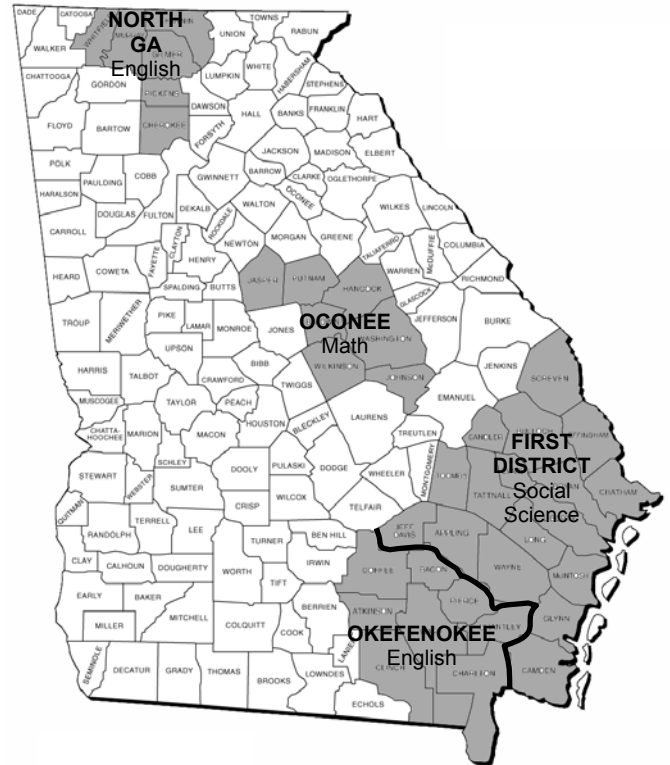 DADE
CATOOSA
TOWNS
RABUN
WALKER
WHITFIELD
NORTH
GA
English
UNION
CHATTOOGA
GORDON
GILMER
LUMPKIN
WHITE
HABERSHAM
STEPHENS
PICKENS
DAWSON
BANKS
FRANKLIN
HART
FLOYD
BARTOW
CHEROKEE
FORSYTH
HALL
JACKSON
MADISON
ELBERT
POLK
PAULDING
COBB
GWINNETT
BARROW
CLARKE
OGLETHORPE
HARALSON
DOUGLAS
FULTON
DEKALB
ROCKDALE
WALTON
OCONEE
WILKES
LINCOLN
CARROLL
FAYETTE
CLAYTON
HENRY
NEWTON
MORGAN
GREENE
TALIAFERRO
McDUFFIE
COLUMBIA
WARREN
RICHMOND
HEARD
COWETA
SPALDING
BUTTS
JASPER
PUTNAM
HANCOCK
GLASCOCK
JEFFERSON
BURKE
TROUP
MERIWETHER
PIKE
LAMAR
MONROE
JONES
OCONEE
Math
WASHINGTON
UPSON
BIBB
WILKINSON
JOHNSON
JENKINS
SCREVEN
HARRIS
TALBOT
CRAWFORD
TWIGGS
EMANUEL
MUSCOGEE
TAYLOR
PEACH
HOUSTON
BLECKLEY
LAURENS
TREUTLEN
CANDLER
EFFINGHAM
CHATTA-
HOOCHEE
MARION
MACON
FIRST
DISTRICT
Social
Science
STEWART
WEBSTER
SCHLEY
SUMTER
DOOLY
PULASKI
DODGE
WHEELER
MONTGOMERY
TOOMBS
TATTNALL
CHATHAM
CRISP
WILCOX
TELFAIR
QUITMAN
RANDOLPH
TERRELL
LEE
TURNER
BEN HILL
JEFF
DAVIS
APPLING
LONG
CLAY
CALHOUN
DOUGHERTY
WORTH
TIFT
IRWIN
COFFEE
BACON
WAYNE
McINTOSH
EARLY
BAKER
MILLER
MITCHELL
COLQUITT
COOK
BERRIEN
ATKINSON
PIERCE
GLYNN
LANIER
OKEFENOKEE
English
CLINCH
CHARLTON
CAMDEN
SEMINOLE
DECATUR
GRADY
THOMAS
BROOKS
LOWNDES
ECHOLS